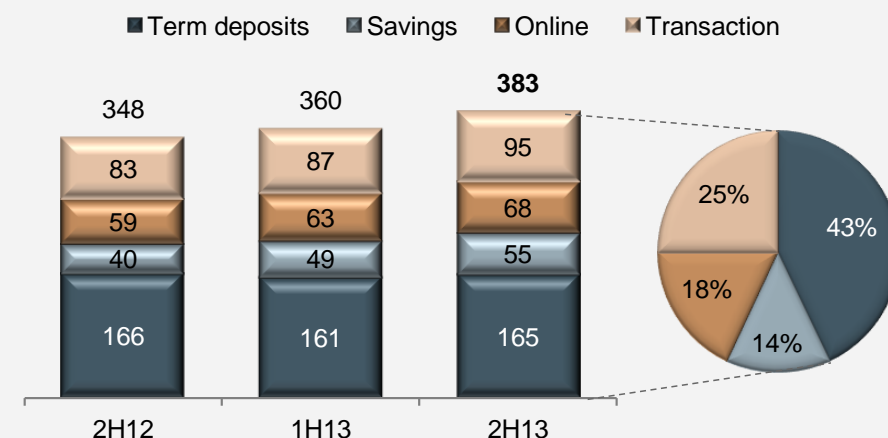 Term deposits Savings Online Transaction
348 360 383
83 87 95
59 63 68
40 49 55
166 161 165
25% 43%
18% 14%
2H12 1H13 2H13